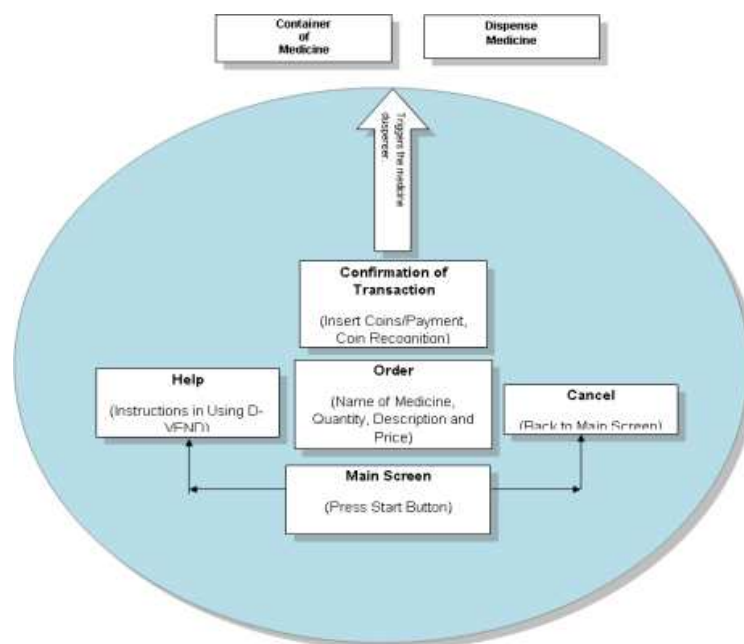 Container
of
Medicine
Dispense
Medicine
Triggers the medicine
dispencer.
Confirmation of
Transaction
(Insert Coins/Payment,
Coin Recognition)
Help
(Instructions in Using D-
VEND)
Order
(Name of Medicine,
Quantity, Description and
Price)
Cancel
(Back to Main Screen)
Main Screen
(Press Start Button)